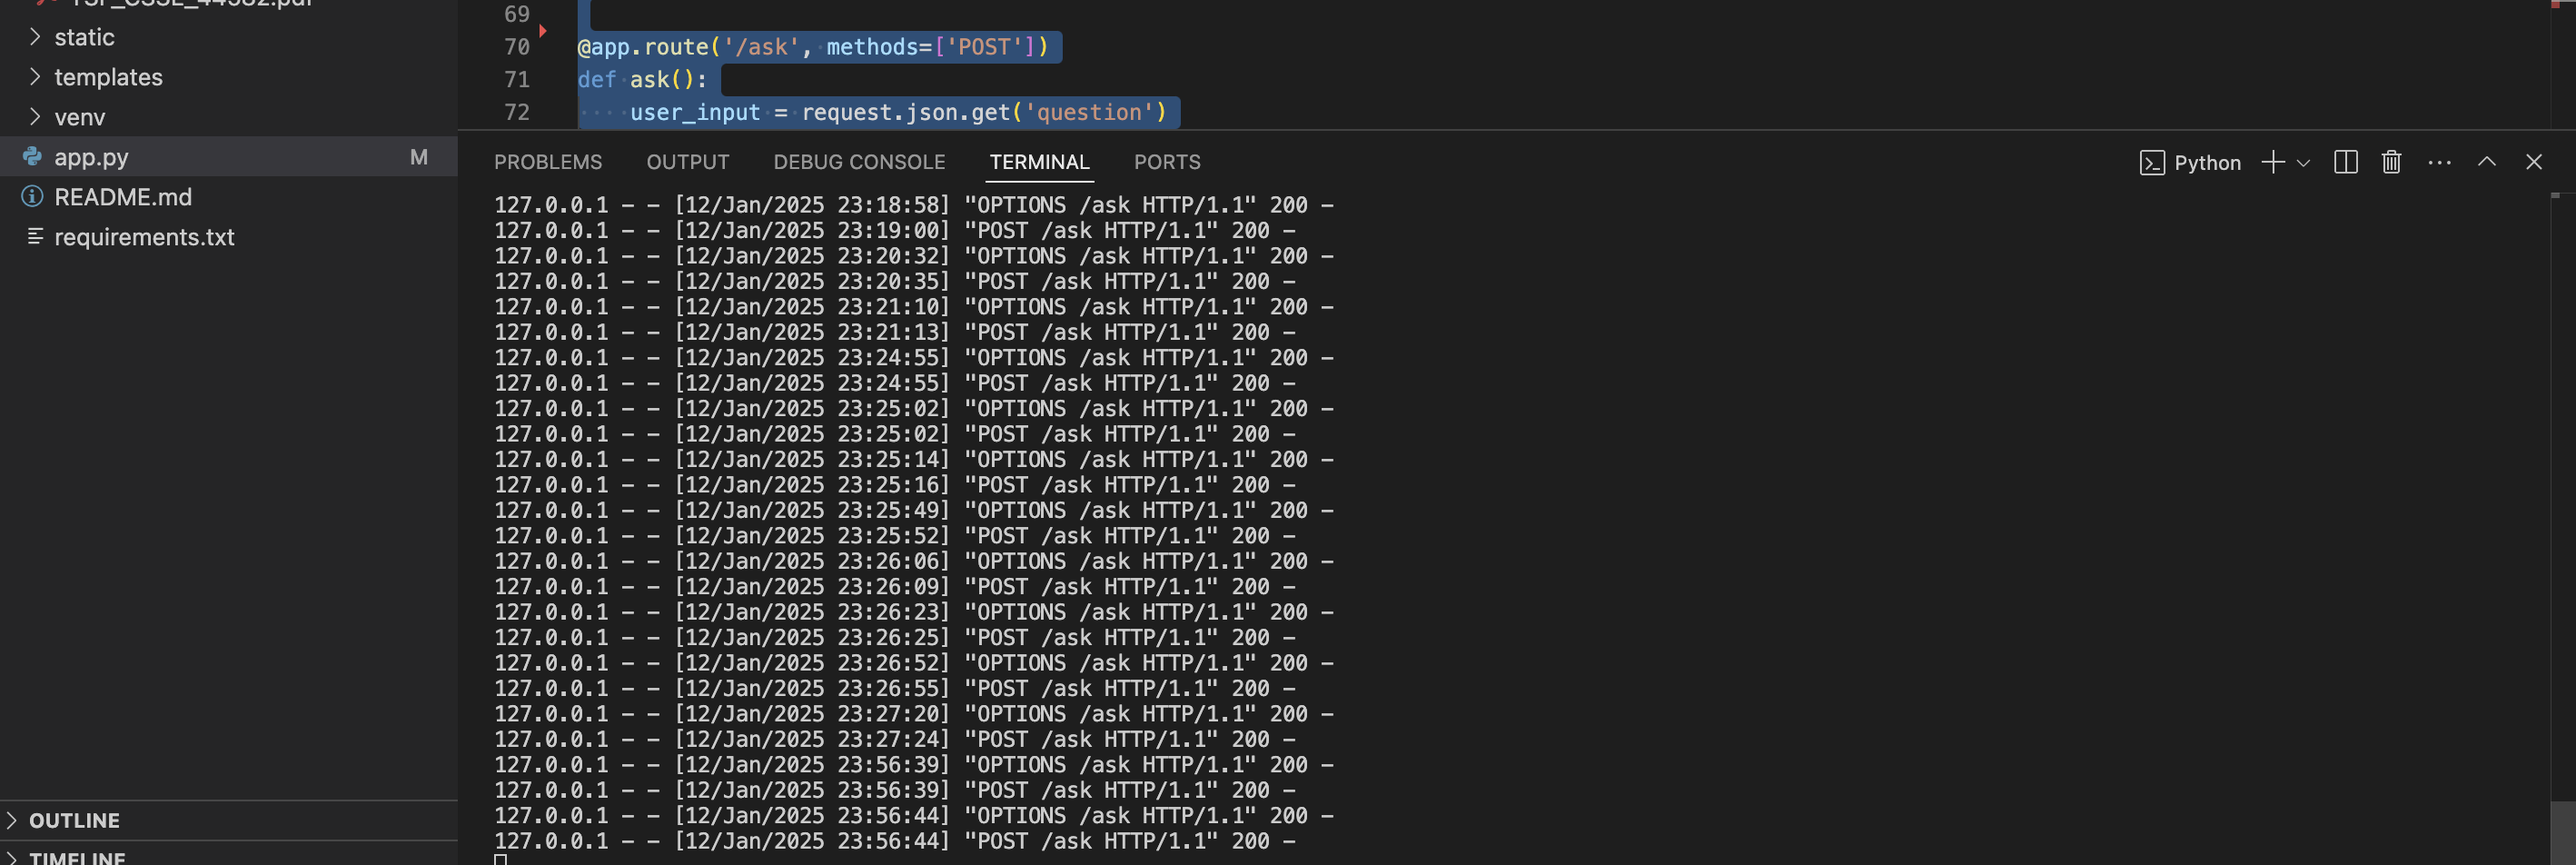 static
templates
venv
app.py M
README.md
requirements.txt
OUTLINE
TIMELINE
69
70 @app.route('/ask', methods=['POST'])
71 def ask():
72 user_input = request.json.get('question')
PROBLEMS OUTPUT DEBUG CONSOLE TERMINAL PORTS Python
127.0.0.1 - - [12/Jan/2025 23:18:58] "OPTIONS /ask HTTP/1.1" 200 -
127.0.0.1 - - [12/Jan/2025 23:19:00] "POST /ask HTTP/1.1" 200 -
127.0.0.1 - - [12/Jan/2025 23:20:32] "OPTIONS /ask HTTP/1.1" 200 -
127.0.0.1 - - [12/Jan/2025 23:20:35] "POST /ask HTTP/1.1" 200 -
127.0.0.1 - - [12/Jan/2025 23:21:10] "OPTIONS /ask HTTP/1.1" 200 -
127.0.0.1 - - [12/Jan/2025 23:21:13] "POST /ask HTTP/1.1" 200 -
127.0.0.1 - - [12/Jan/2025 23:24:55] "OPTIONS /ask HTTP/1.1" 200 -
127.0.0.1 - - [12/Jan/2025 23:24:55] "POST /ask HTTP/1.1" 200 -
127.0.0.1 - - [12/Jan/2025 23:25:02] "OPTIONS /ask HTTP/1.1" 200 -
127.0.0.1 - - [12/Jan/2025 23:25:02] "POST /ask HTTP/1.1" 200 -
127.0.0.1 - - [12/Jan/2025 23:25:14] "OPTIONS /ask HTTP/1.1" 200 -
127.0.0.1 - - [12/Jan/2025 23:25:16] "POST /ask HTTP/1.1" 200 -
127.0.0.1 - - [12/Jan/2025 23:25:49] "OPTIONS /ask HTTP/1.1" 200 -
127.0.0.1 - - [12/Jan/2025 23:25:52] "POST /ask HTTP/1.1" 200 -
127.0.0.1 - - [12/Jan/2025 23:26:06] "OPTIONS /ask HTTP/1.1" 200 -
127.0.0.1 - - [12/Jan/2025 23:26:09] "POST /ask HTTP/1.1" 200 -
127.0.0.1 - - [12/Jan/2025 23:26:23] "OPTIONS /ask HTTP/1.1" 200 -
127.0.0.1 - - [12/Jan/2025 23:26:25] "POST /ask HTTP/1.1" 200 -
127.0.0.1 - - [12/Jan/2025 23:26:52] "OPTIONS /ask HTTP/1.1" 200 -
127.0.0.1 - - [12/Jan/2025 23:26:55] "POST /ask HTTP/1.1" 200 -
127.0.0.1 - - [12/Jan/2025 23:27:20] "OPTIONS /ask HTTP/1.1" 200 -
127.0.0.1 - - [12/Jan/2025 23:27:24] "POST /ask HTTP/1.1" 200 -
127.0.0.1 - - [12/Jan/2025 23:56:39] "OPTIONS /ask HTTP/1.1" 200 -
127.0.0.1 - - [12/Jan/2025 23:56:39] "POST /ask HTTP/1.1" 200 -
127.0.0.1 - - [12/Jan/2025 23:56:44] "OPTIONS /ask HTTP/1.1" 200 -
127.0.0.1 - - [12/Jan/2025 23:56:44] "POST /ask HTTP/1.1" 200 -